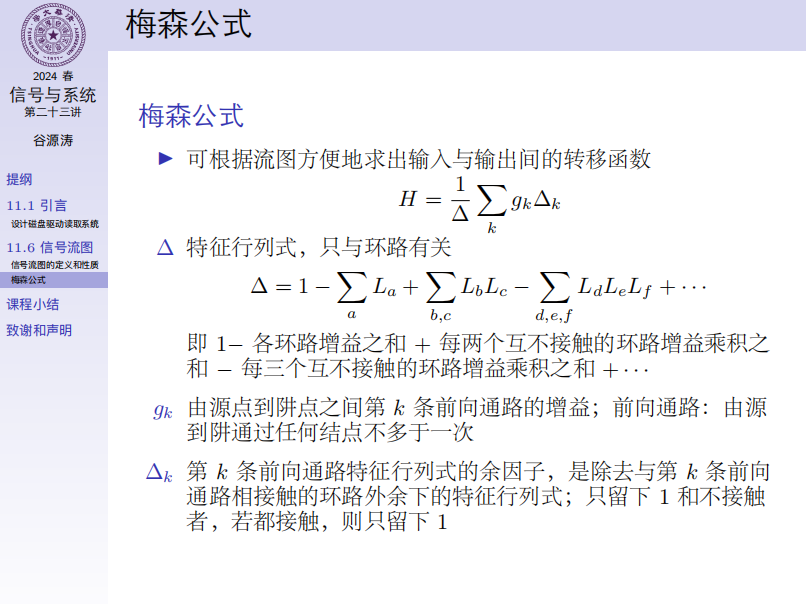 梅森公式
2024 春
信号与系统
第二十三讲
谷源涛
提纲
11.1 引言
设计磁盘驱动读取系统
11.6 信号流图
信号流图的定义和性质
梅森公式
课程小结
致谢和声明
梅森公式
▶ 可根据流图方便地求出输入与输出间的转移函数
H = \frac{1}{Δ} \sum_{k} g_k Δ_k
Δ 特征行列式，只与环路有关
Δ = 1 − \sum_{a} L_a + \sum_{b,c} L_b L_c − \sum_{d,e,f} L_d L_e L_f + ···
即 1− 各环路增益之和 + 每两个互不接触的环路增益乘积之
和 − 每三个互不接触的环路增益乘积之和 + ···
g_k 由源点到阱点之间第 k 条前向通路的增益；前向通路：由源
到阱通过任何结点不多于一次
Δ_k 第 k 条前向通路特征行列式的余因子，是除去与第 k 条前向
通路相接触的环路外余下的特征行列式；只留下 1 和不接触
者，若都接触，则只留下 1